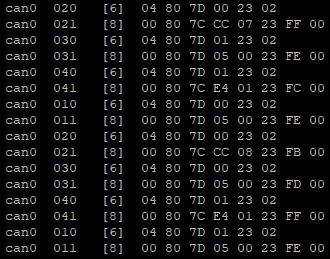 can0 020 [6] 04 80 7D 00 23 02
can0 021 [8] 00 80 7C CC 07 23 FF 00
can0 030 [6] 04 80 7D 01 23 02
can0 031 [8] 00 80 7D 05 00 23 FE 00
can0 040 [6] 04 80 7D 01 23 02
can0 041 [8] 00 80 7C E4 01 23 FC 00
can0 010 [6] 04 80 7D 00 23 02
can0 011 [8] 00 80 7D 05 00 23 FE 00
can0 020 [6] 04 80 7D 00 23 02
can0 021 [8] 00 80 7C CC 08 23 FB 00
can0 030 [6] 04 80 7D 00 23 02
can0 031 [8] 00 80 7D 05 00 23 FD 00
can0 040 [6] 04 80 7D 01 23 02
can0 041 [8] 00 80 7C E4 01 23 FF 00
can0 010 [6] 04 80 7D 01 23 02
can0 011 [8] 00 80 7D 05 00 23 FE 00